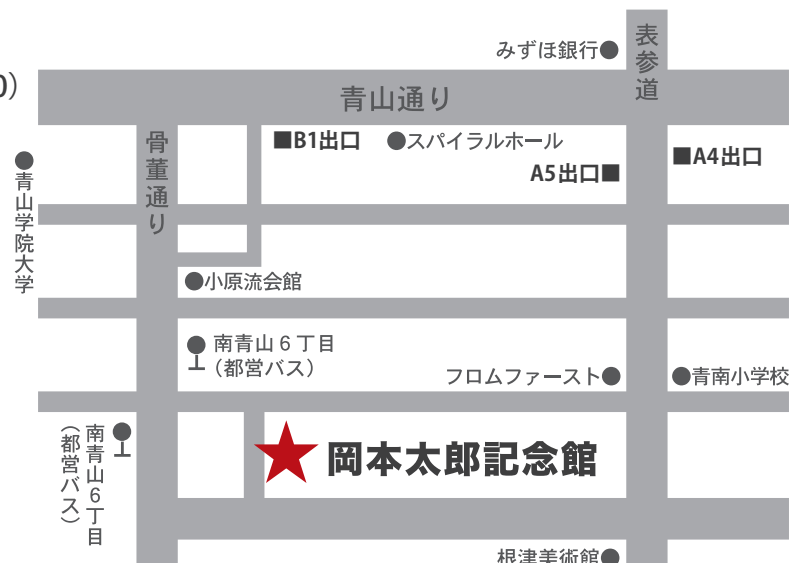 みずほ銀行
表参道
0）
青山通り
骨董通り
B1出口
スパイラルホール
A5出口
A4出口
青山学院大学
小原流会館
南青山６丁目
（都営バス）
フロムファースト
青南小学校
岡本太郎記念館
南青山６丁目
（都営バス）
根津美術館